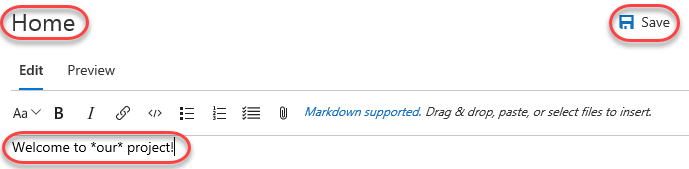 Home
Save
Edit Preview
Aa B I </> Markdown supported. Drag & drop, paste, or select files to insert.
Welcome to *our* project!